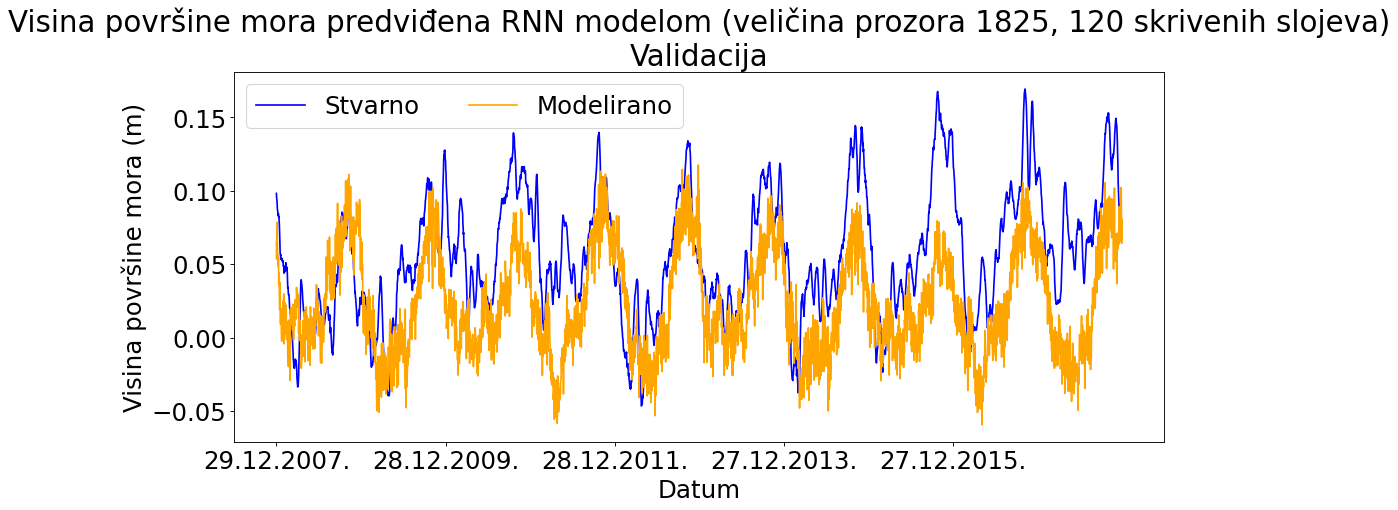 Visina površine mora predviđena RNN modelom (veličina prozora 1825, 120 skrivenih slojeva)
Validacija
Stvarno Modelirano
Visina površine mora (m)
0.15
0.10
0.05
0.00
−0.05
29.12.2007. 28.12.2009. 28.12.2011. 27.12.2013. 27.12.2015.
Datum